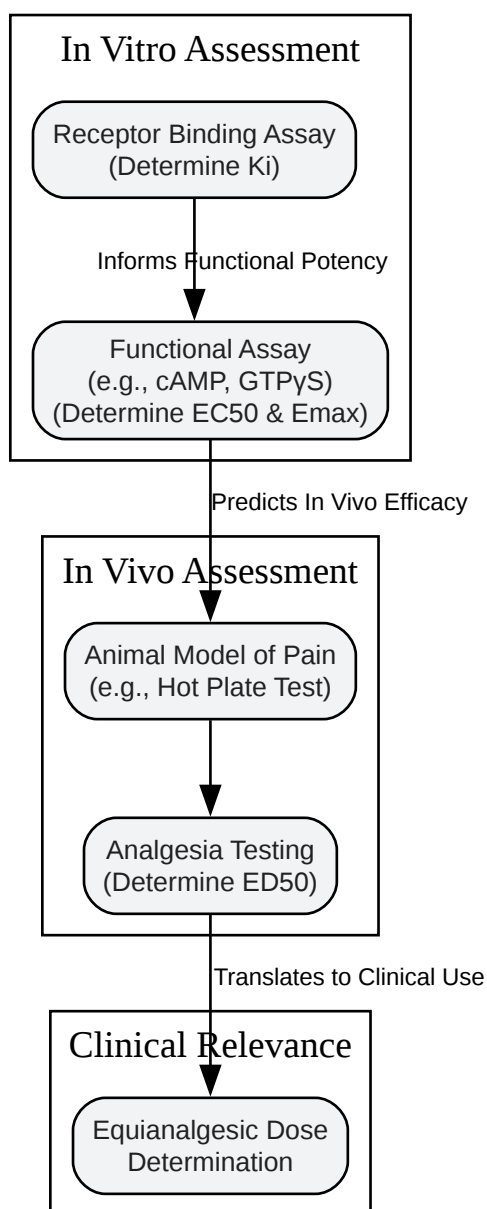 In Vitro Assessment
Receptor Binding Assay
(Determine Ki)
Informs Functional Potency
Functional Assay
(e.g., cAMP, GTPγS)
(Determine EC50 & Emax)
Predicts In Vivo Efficacy
In Vivo Assessment
Animal Model of Pain
(e.g., Hot Plate Test)
Analgesia Testing
(Determine ED50)
Translates to Clinical Use
Clinical Relevance
Equianalgesic Dose
Determination